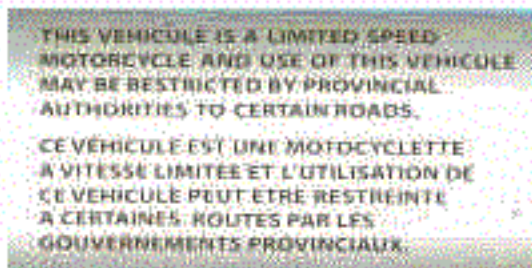 THIS VEHICULE IS A LIMITED SPEED
MOTORCYCLE AND USE OF THIS VEHICULE
MAY BE BESTRICTED BY PROVINCIAL
AUTHORITIES TO CERTAIN ROADS.
CE VEHICULE EST UNE MOTOCYCLETTE
A VITESSE LIMITEE ET L'UTILISATION DE
CE VEHICULE PEUT ETRE RESTREINTE
A CERTAINES ROUTES PAR LES
GOUVERNEMENTS PROVINCIAUX.